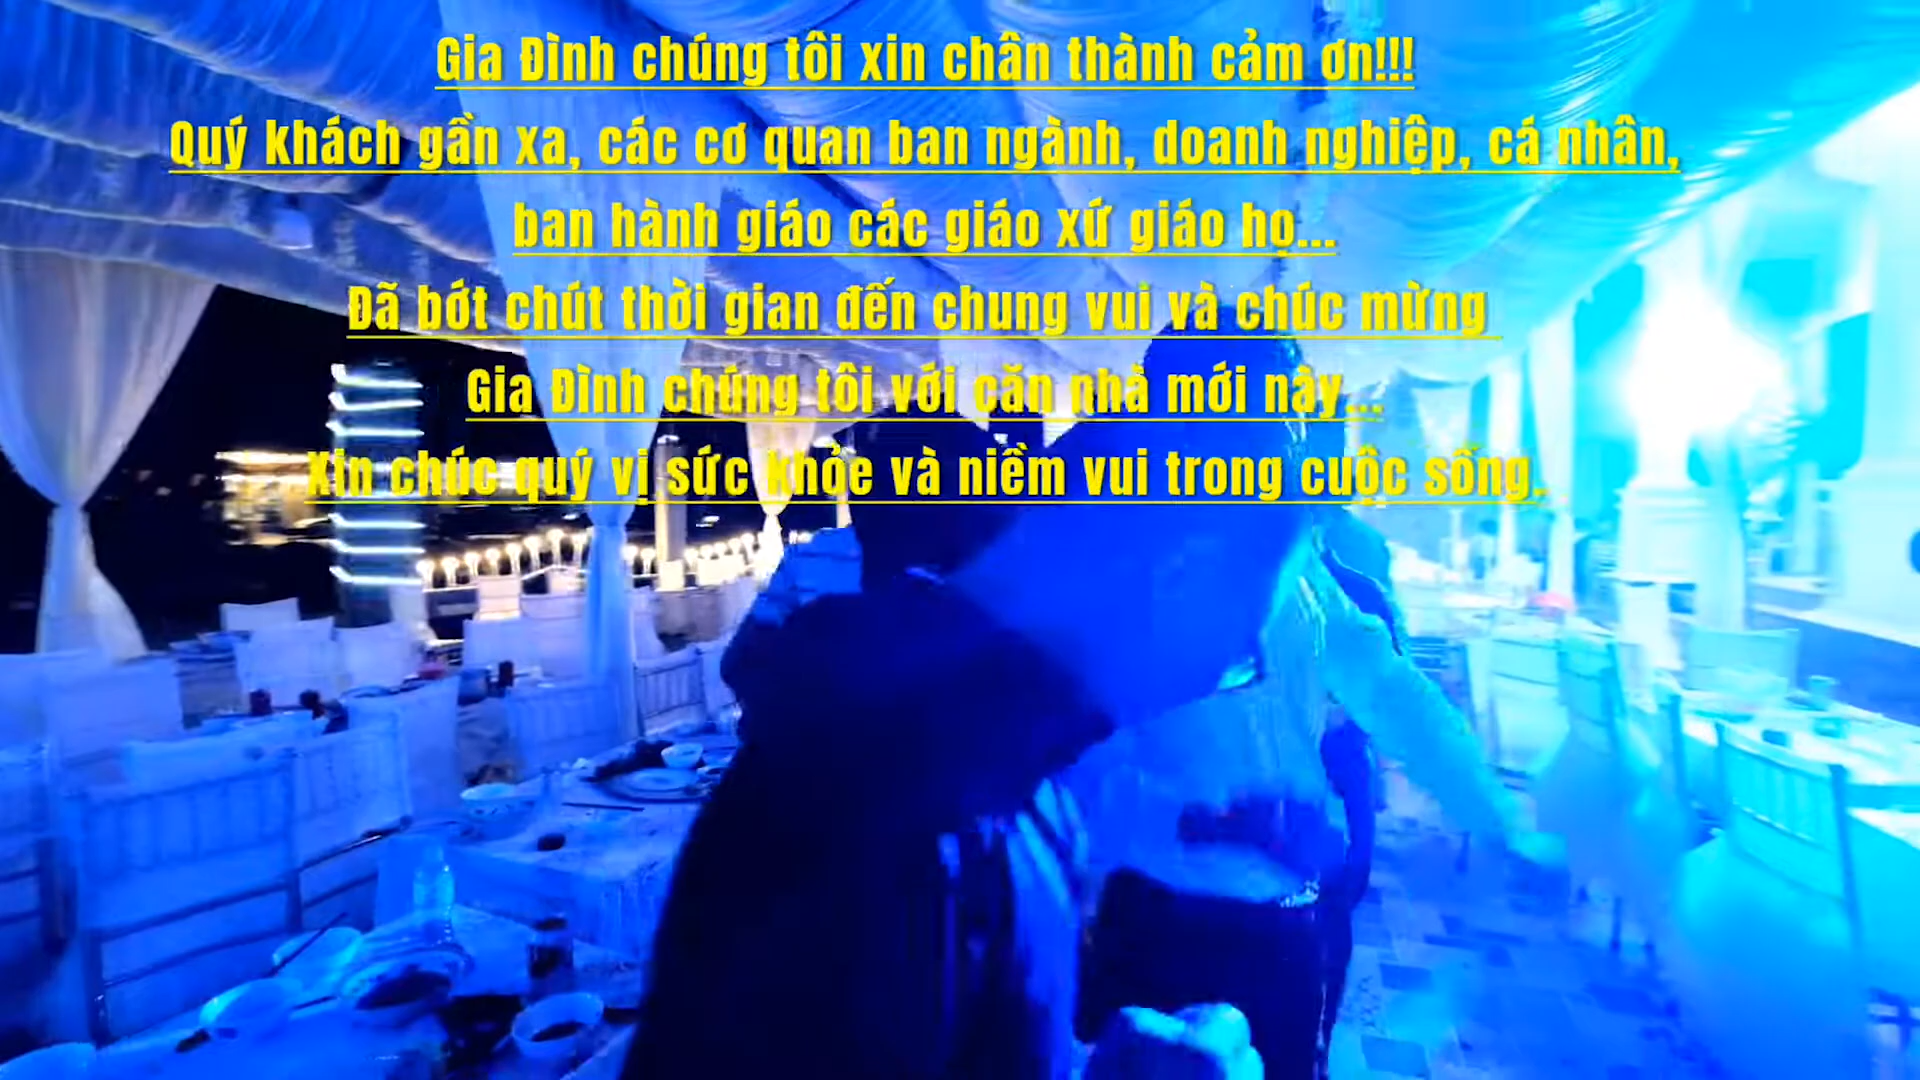 Gia Đình chúng tôi xin chân thành cảm ơn!!!
Quý khách gần xa, các cơ quan ban ngành, doanh nghiệp, cá nhân,
ban hành giáo các giáo xứ giáo họ...
Đã bớt chút thời gian đến chung vui và chúc mừng
Gia Đình chúng tôi với căn nhà mới này...
Xin chúc quý vị sức khỏe và niềm vui trong cuộc sống.